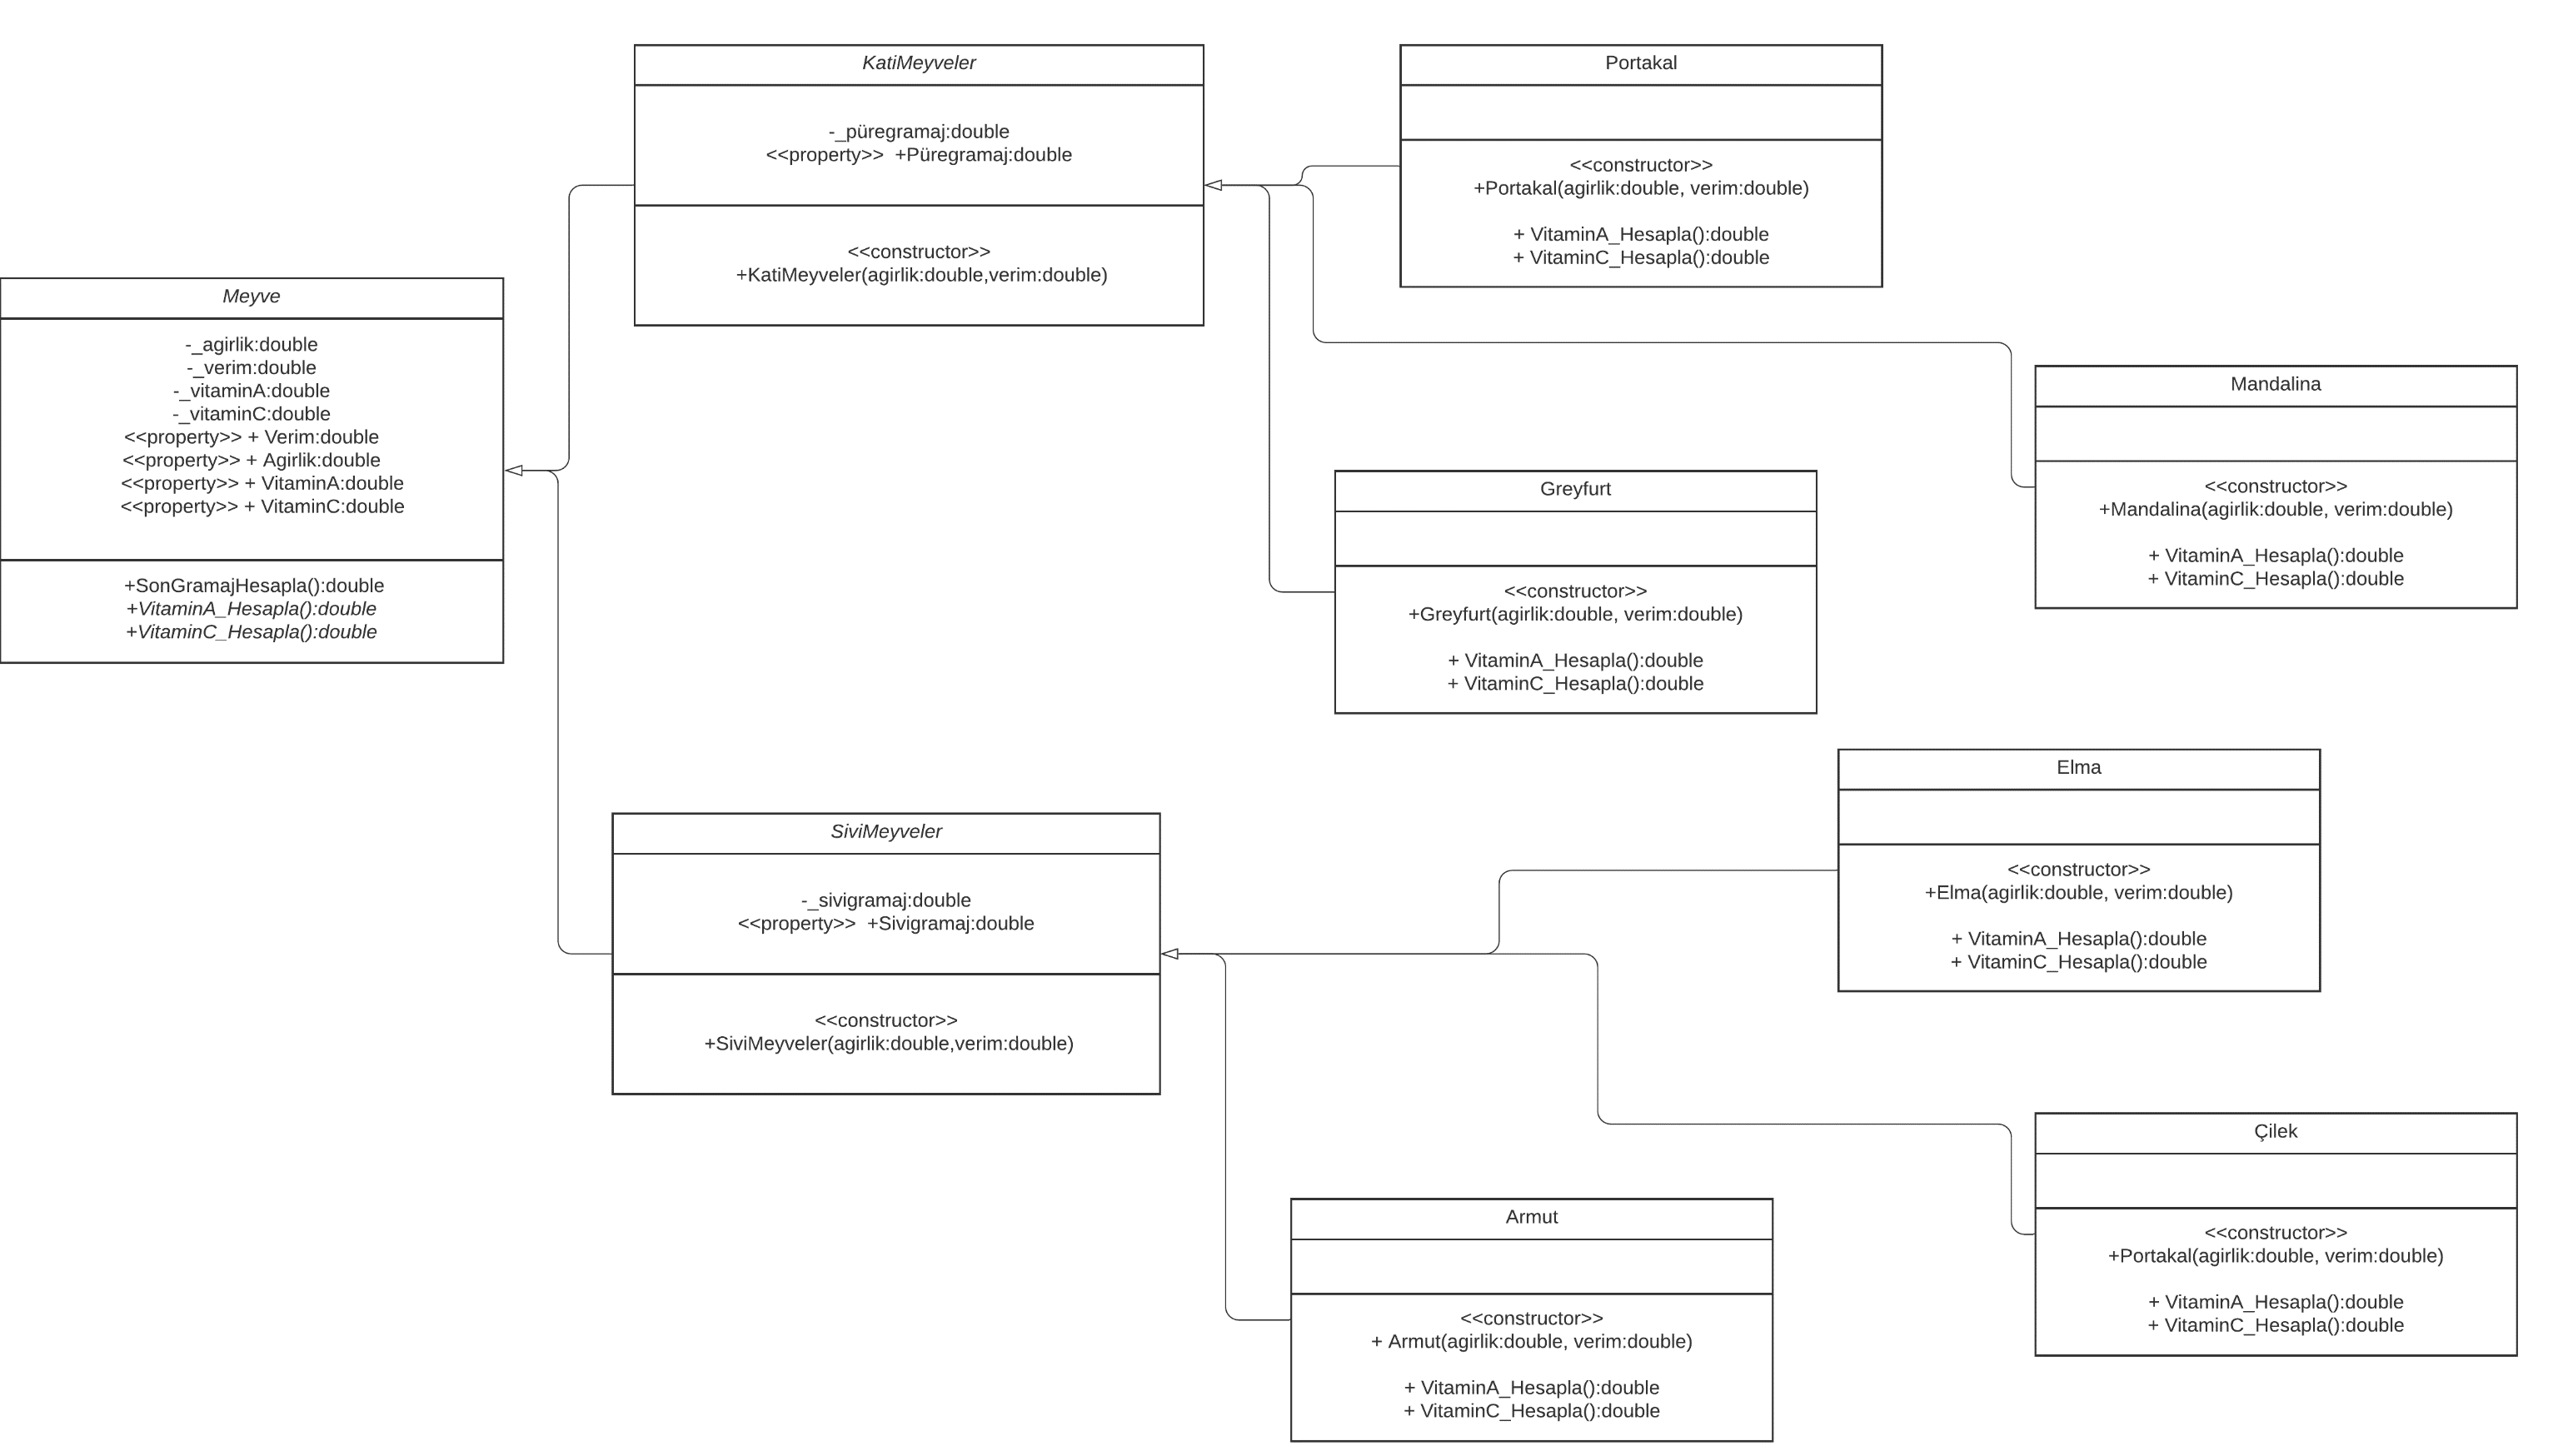 KatiMeyveler
-_püregramaj:double
<<property>>  +Püregramaj:double
<<constructor>>
+KatiMeyveler(agirlik:double,verim:double)
Portakal
<<constructor>>
+Portakal(agirlik:double, verim:double)
+ VitaminA_Hesapla():double
+ VitaminC_Hesapla():double
Meyve
-_agirlik:double
-_verim:double
-_vitaminA:double
-_vitaminC:double
<<property>> + Verim:double
<<property>> + Agirlik:double
<<property>> + VitaminA:double
<<property>> + VitaminC:double
+SonGramajHesapla():double
+VitaminA_Hesapla():double
+VitaminC_Hesapla():double
Mandalina
<<constructor>>
+Mandalina(agirlik:double, verim:double)
+ VitaminA_Hesapla():double
+ VitaminC_Hesapla():double
Greyfurt
<<constructor>>
+Greyfurt(agirlik:double, verim:double)
+ VitaminA_Hesapla():double
+ VitaminC_Hesapla():double
Elma
<<constructor>>
+Elma(agirlik:double, verim:double)
+ VitaminA_Hesapla():double
+ VitaminC_Hesapla():double
SiviMeyveler
-_sivigramaj:double
<<property>>  +Sivigramaj:double
<<constructor>>
+SiviMeyveler(agirlik:double,verim:double)
Çilek
<<constructor>>
+Portakal(agirlik:double, verim:double)
+ VitaminA_Hesapla():double
+ VitaminC_Hesapla():double
Armut
<<constructor>>
+ Armut(agirlik:double, verim:double)
+ VitaminA_Hesapla():double
+ VitaminC_Hesapla():double